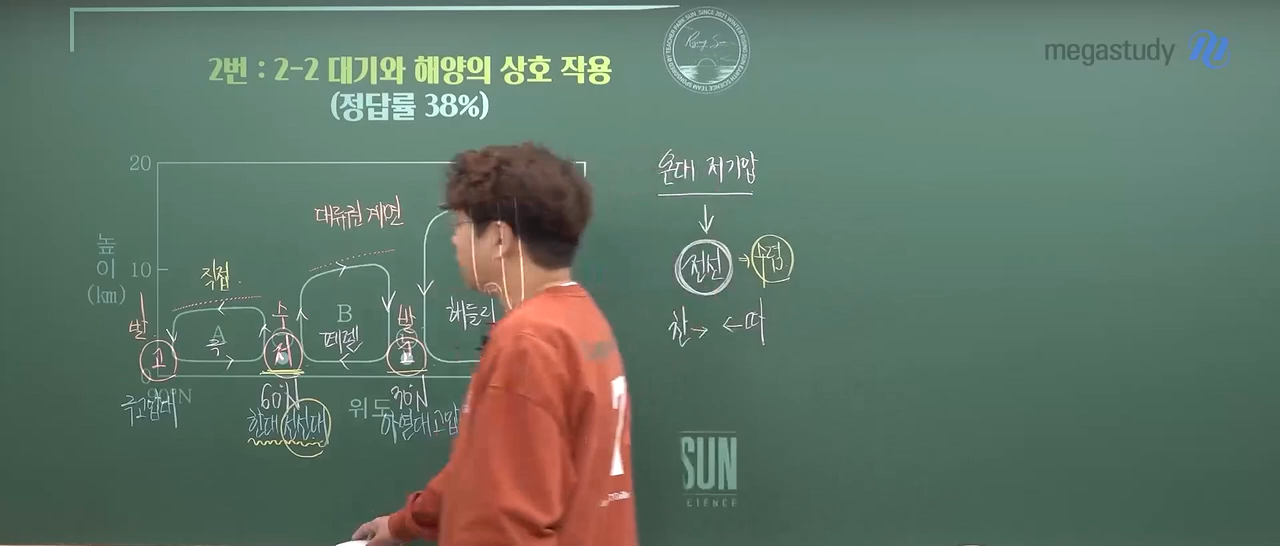 2번 : 2-2 대기와 해양의 상호 작용
(정답률 38%)
megastudy
20
높이
10
(km)
대류권 계면
직접
발
고
A
극
수
저
B
페렐
발
고
해들리
90°N
60°N
위도
30°N
극고압대
한대 전선대
아열대 고압
온대 저기압
전선
수렴
찬→ ←따
SUN